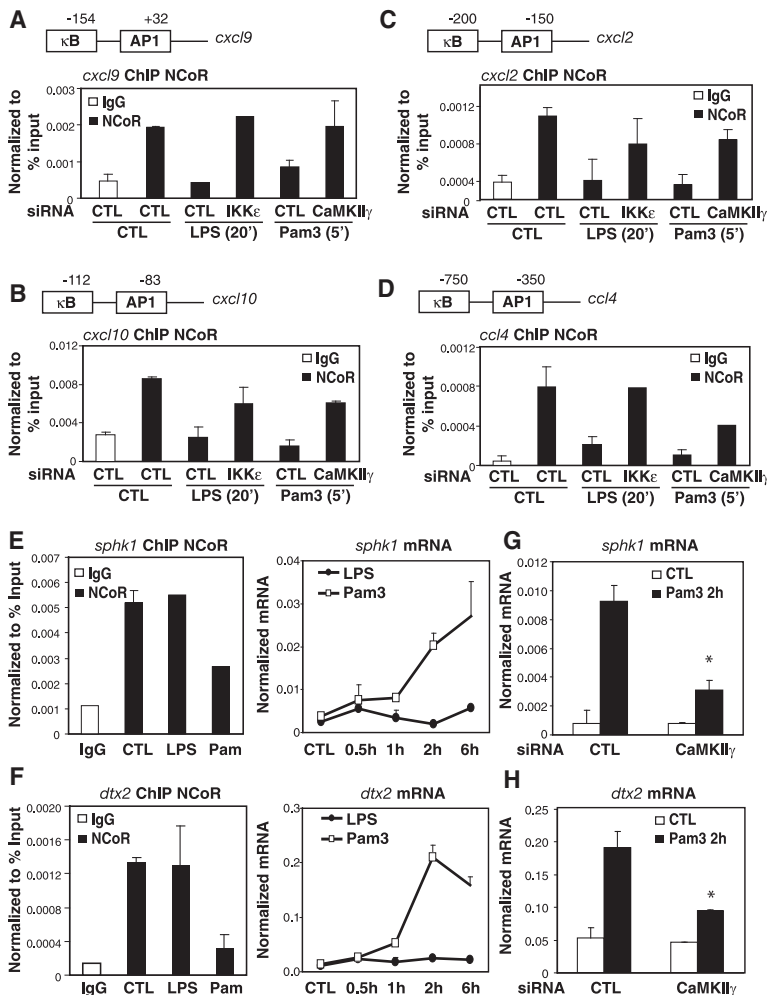 A
-154 +32
κB AP1 cxcl9
cxcl9 ChIP NCoR
Normalized to % input
0.003
0.002
0.001
0
IgG
NCoR
siRNA CTL CTL CTL IKKε CTL CaMKIIγ
CTL LPS (20') Pam3 (5')
B
-112 -83
κB AP1 cxcl10
cxcl10 ChIP NCoR
Normalized to % input
0.012
0.004
0
IgG
NCoR
siRNA CTL CTL CTL IKKε CTL CaMKIIγ
CTL LPS (20') Pam3 (5')
C
-200 -150
κB AP1 cxcl2
cxcl2 ChIP NCoR
Normalized to % input
0.0012
0.0004
0
IgG
NCoR
siRNA CTL CTL CTL IKKε CTL CaMKIIγ
CTL LPS (20') Pam3 (5')
D
-750 -350
κB AP1 ccl4
ccl4 ChIP NCoR
Normalized to % input
0.0012
0.0008
0.0004
0
IgG
NCoR
siRNA CTL CTL CTL IKKε CTL CaMKIIγ
CTL LPS (20') Pam3 (5')
E
sphk1 ChIP NCoR
Normalized to % Input
0.007
0.006
0.005
0.004
0.003
0.002
0.001
0
IgG
NCoR
IgG CTL LPS Pam
sphk1 mRNA
Normalized mRNA
0.04
0.03
0.02
0.01
0
LPS
Pam3
CTL 0.5h 1h 2h 6h
G
sphk1 mRNA
Normalized mRNA
0.010
0.008
0.006
0.004
0.002
0
CTL
Pam3 2h
*
siRNA CTL CaMKIIγ
F
dtx2 ChIP NCoR
Normalized to % Input
0.0020
0.0016
0.0012
0.0008
0.0004
0
IgG
NCoR
IgG CTL LPS Pam
dtx2 mRNA
Normalized mRNA
0.3
0.2
0.1
0.0
LPS
Pam3
CTL 0.5h 1h 2h 6h
H
dtx2 mRNA
Normalized mRNA
0.25
0.20
0.15
0.10
0.05
0
CTL
Pam3 2h
*
siRNA CTL CaMKIIγ